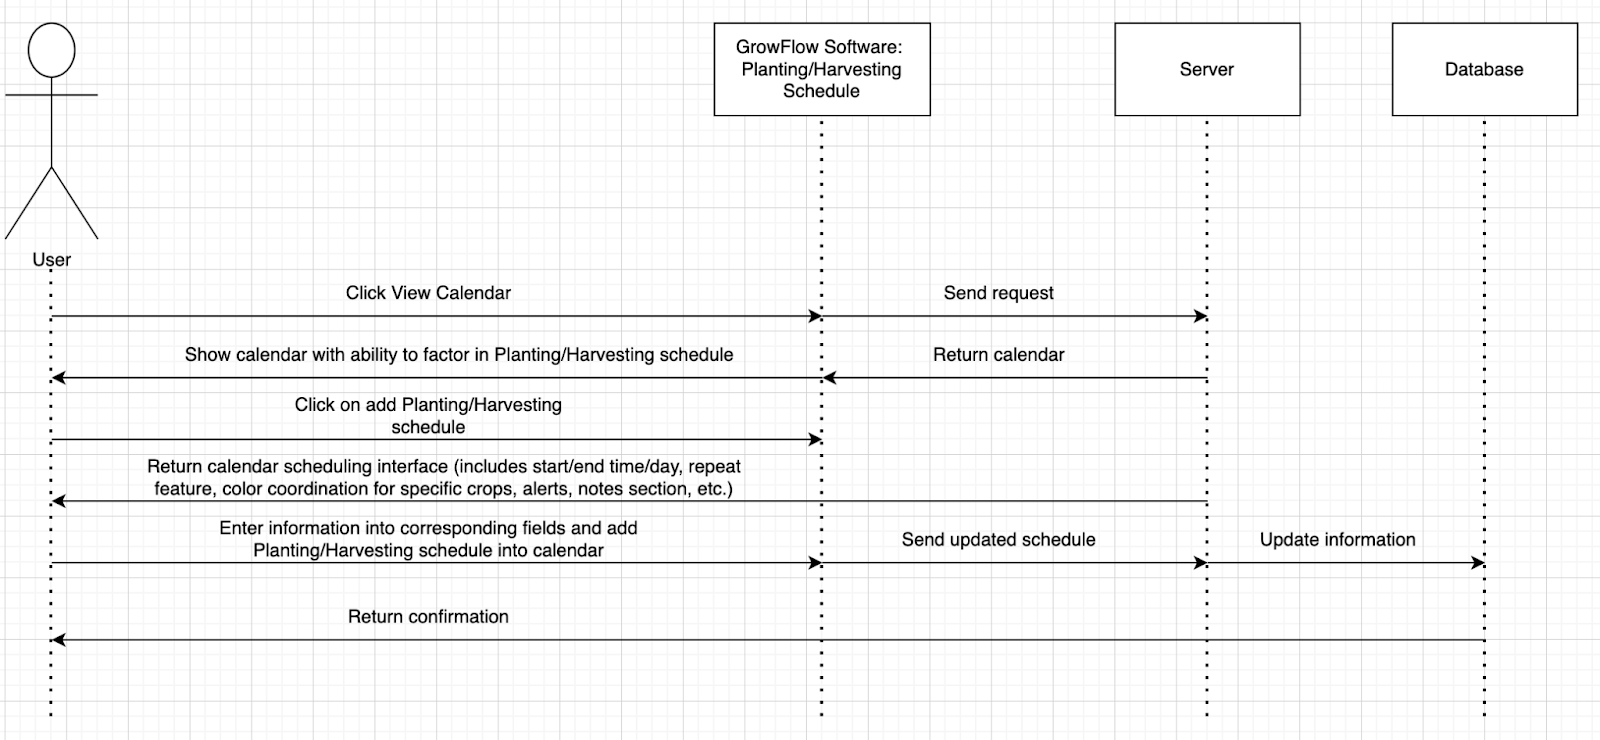 GrowFlow Software:
Planting/Harvesting
Schedule
Server
Database
User
Click View Calendar
Send request
Show calendar with ability to factor in Planting/Harvesting schedule
Return calendar
Click on add Planting/Harvesting
schedule
Return calendar scheduling interface (includes start/end time/day, repeat
feature, color coordination for specific crops, alerts, notes section, etc.)
Enter information into corresponding fields and add
Planting/Harvesting schedule into calendar
Send updated schedule
Update information
Return confirmation